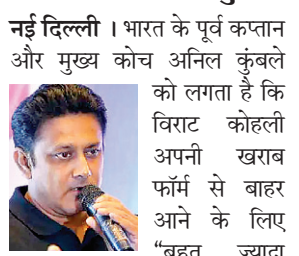 नई दिल्ली । भारत के पूर्व कप्तान
और मुख्य कोच अनिल कुंबले
को लगता है कि
विराट कोहली
अपनी खराब
फॉर्म से बाहर
आने के लिए
“बहुत ज्यादा